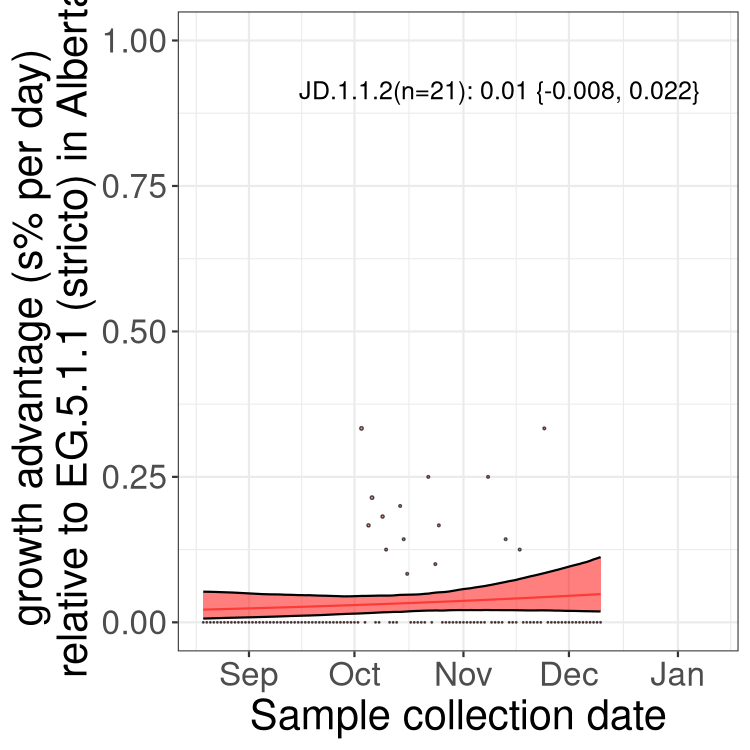 growth advantage (s% per day)
relative to EG.5.1.1 (stricto) in Alberta
1.00
0.75
0.50
0.25
0.00
JD.1.1.2(n=21): 0.01 {-0.008, 0.022}
Sep Oct Nov Dec Jan
Sample collection date